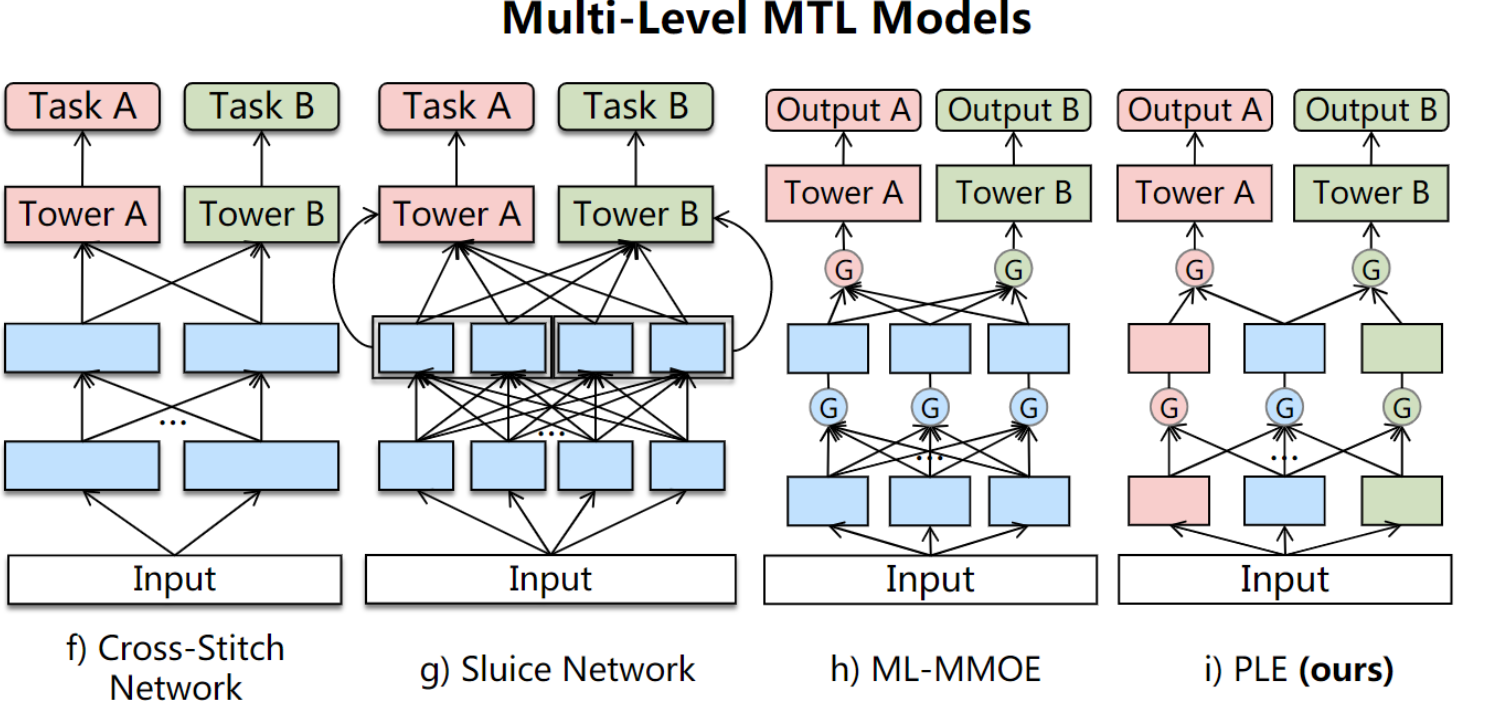 Multi-Level MTL Models
Task A
Task B
Tower A
Tower B
...
Input
f) Cross-Stitch
Network
Task A
Task B
Tower A
Tower B
...
Input
g) Sluice Network
Output A
Output B
Tower A
Tower B
G
G
G
G
G
...
Input
h) ML-MMOE
Output A
Output B
Tower A
Tower B
G
G
G
G
G
...
Input
i) PLE (ours)